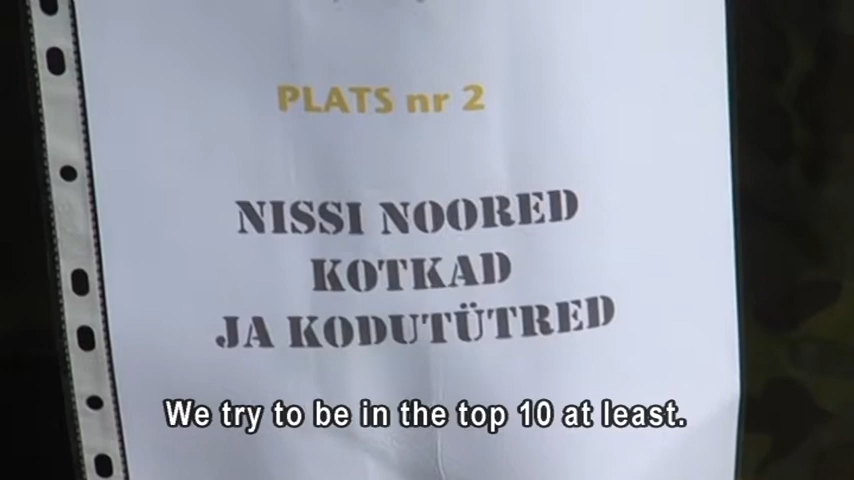 PLATS nr 2
NISSI NOORED
KOTKAD
JA KODUTÜTRED
We try to be in the top 10 at least.